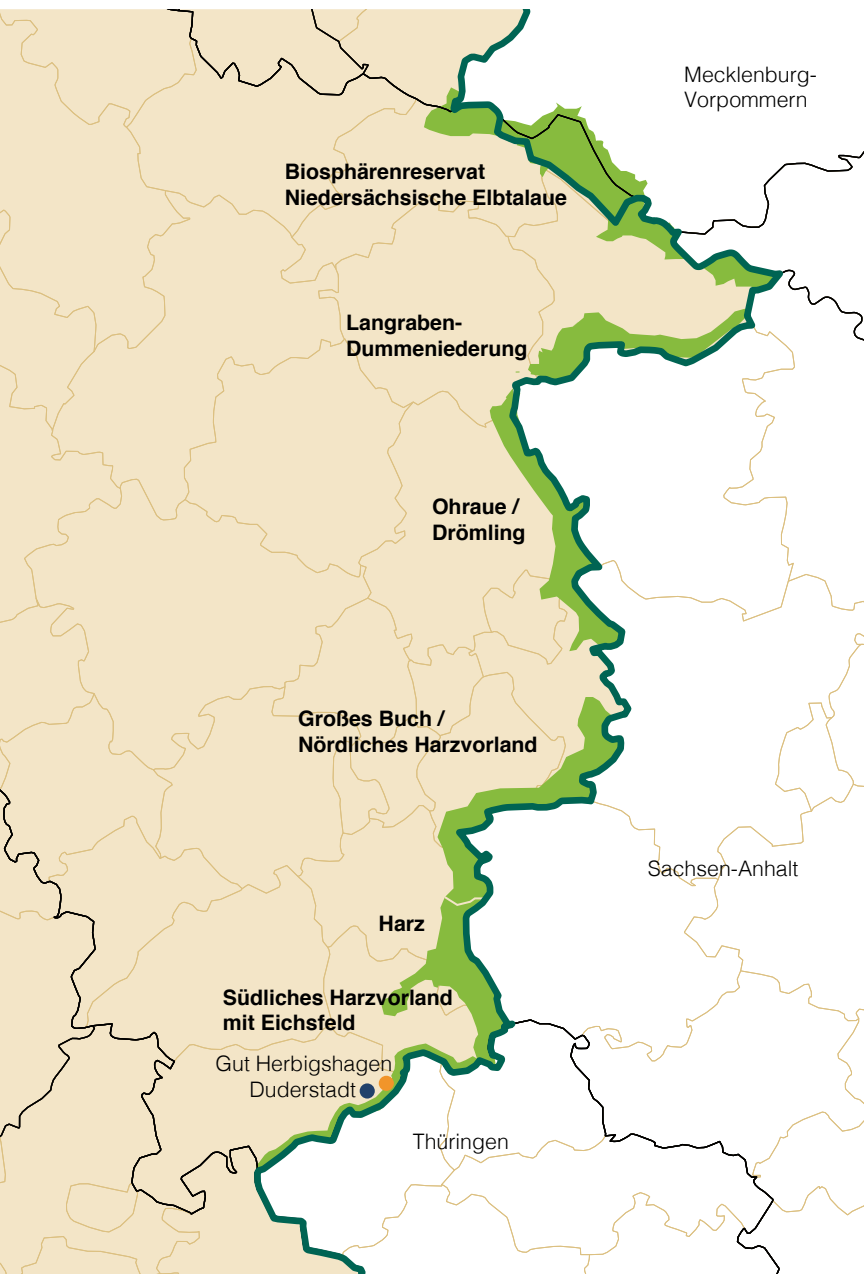 Mecklenburg-
Vorpommern
Biosphärenreservat
Niedersächsische Elbtalaue
Langraben-
Dummeniederung
Ohraue /
Drömling
Großes Buch /
Nördliches Harzvorland
Sachsen-Anhalt
Harz
Südliches Harzvorland
mit Eichsfeld
Gut Herbigshagen
Duderstadt
Thüringen